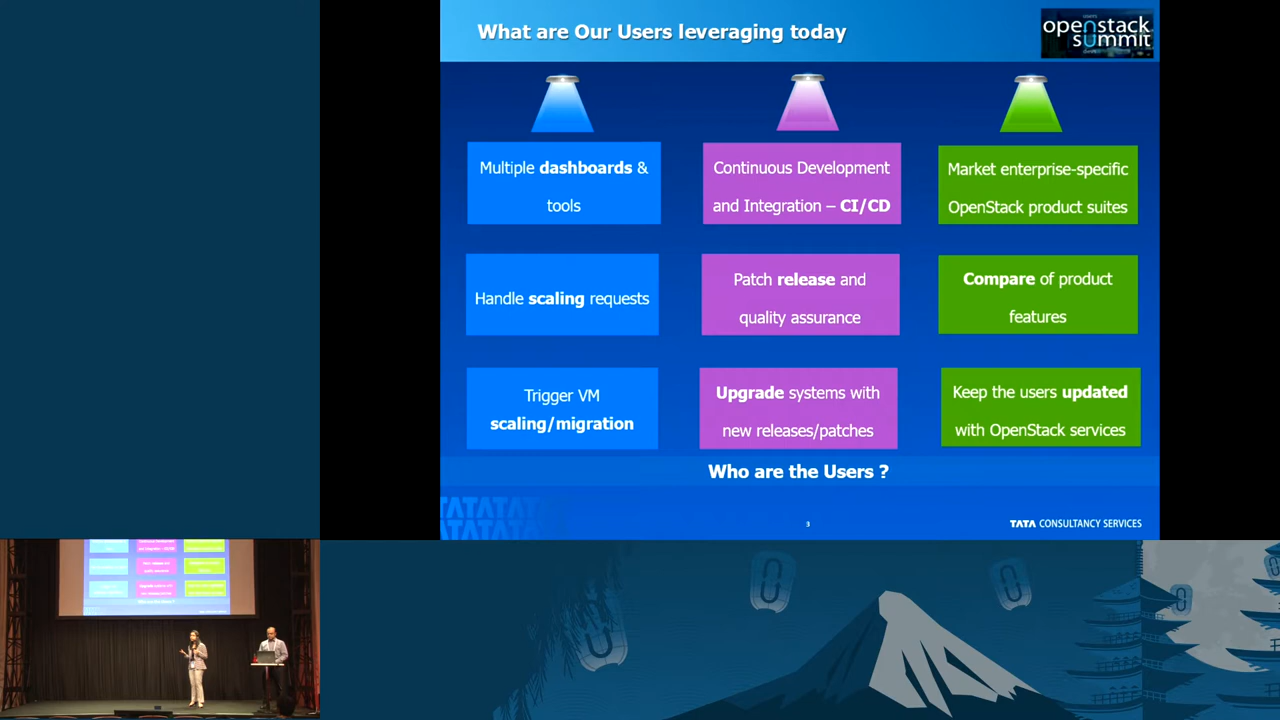 What are Our Users leveraging today
openstack
summit
Multiple dashboards &
tools
Continuous Development
and Integration – CI/CD
Market enterprise-specific
OpenStack product suites
Handle scaling requests
Patch release and
quality assurance
Compare of product
features
Trigger VM
scaling/migration
Upgrade systems with
new releases/patches
Keep the users updated
with OpenStack services
Who are the Users ?
3
TATA CONSULTANCY SERVICES